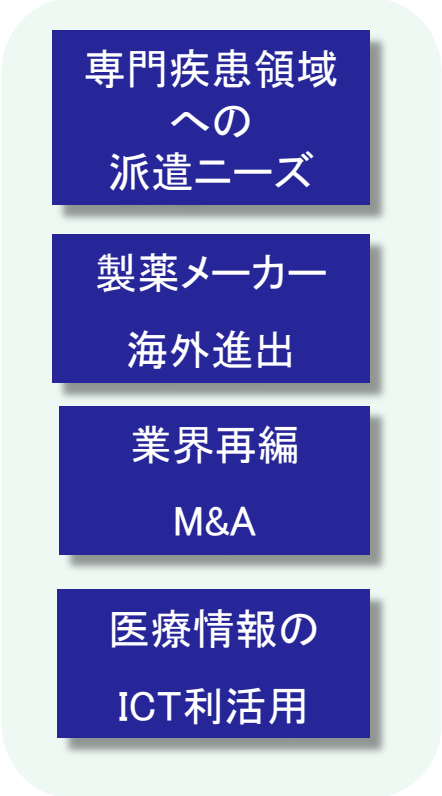 専門疾患領域
への
派遣ニーズ
製薬メーカー
海外進出
業界再編
M&A
医療情報の
ICT利活用